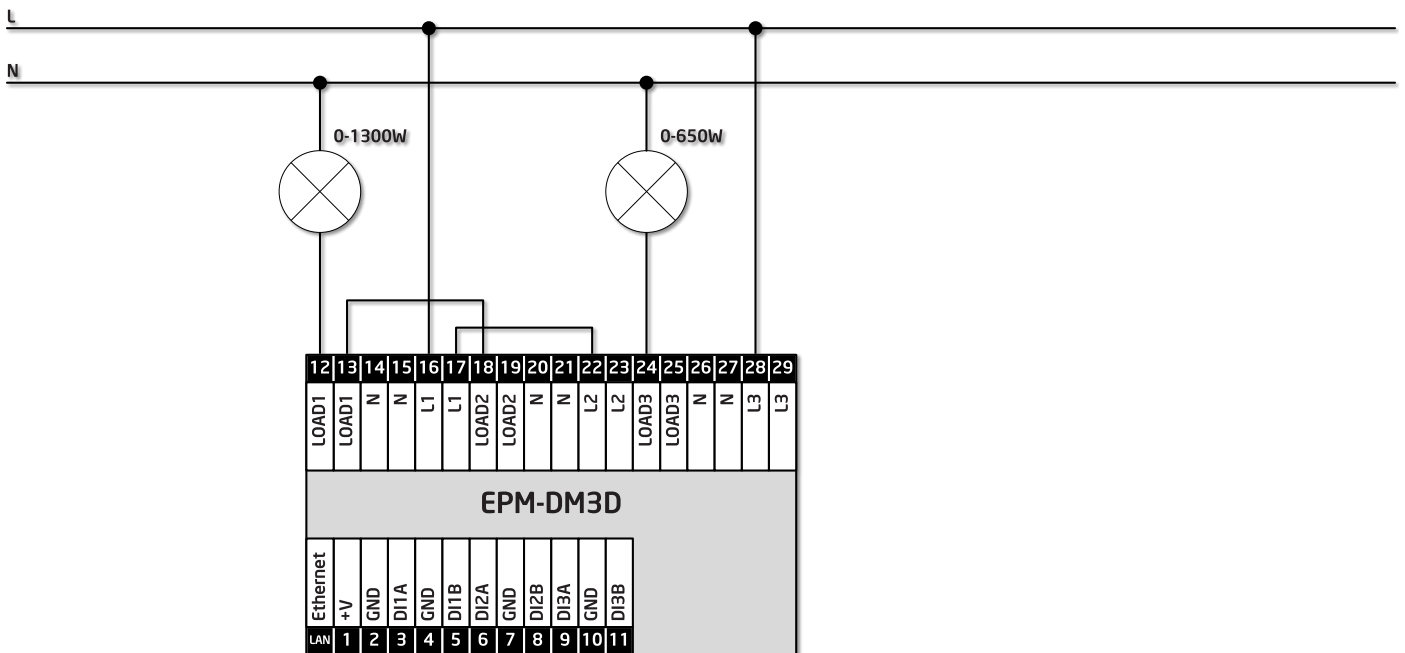 L
N
0-1300W 0-650W
12 13 14 15 16 17 18 19 20 21 22 23 24 25 26 27 28 29
LOAD1 LOAD1 N N L1 L1 LOAD2 LOAD2 N N L2 L2 LOAD3 LOAD3 N N L3 L3
EPM-DM3D
Ethernet +V GND DI1A GND DI1B DI2A GND DI2B DI3A GND DI3B
LAN 1 2 3 4 5 6 7 8 9 10 11